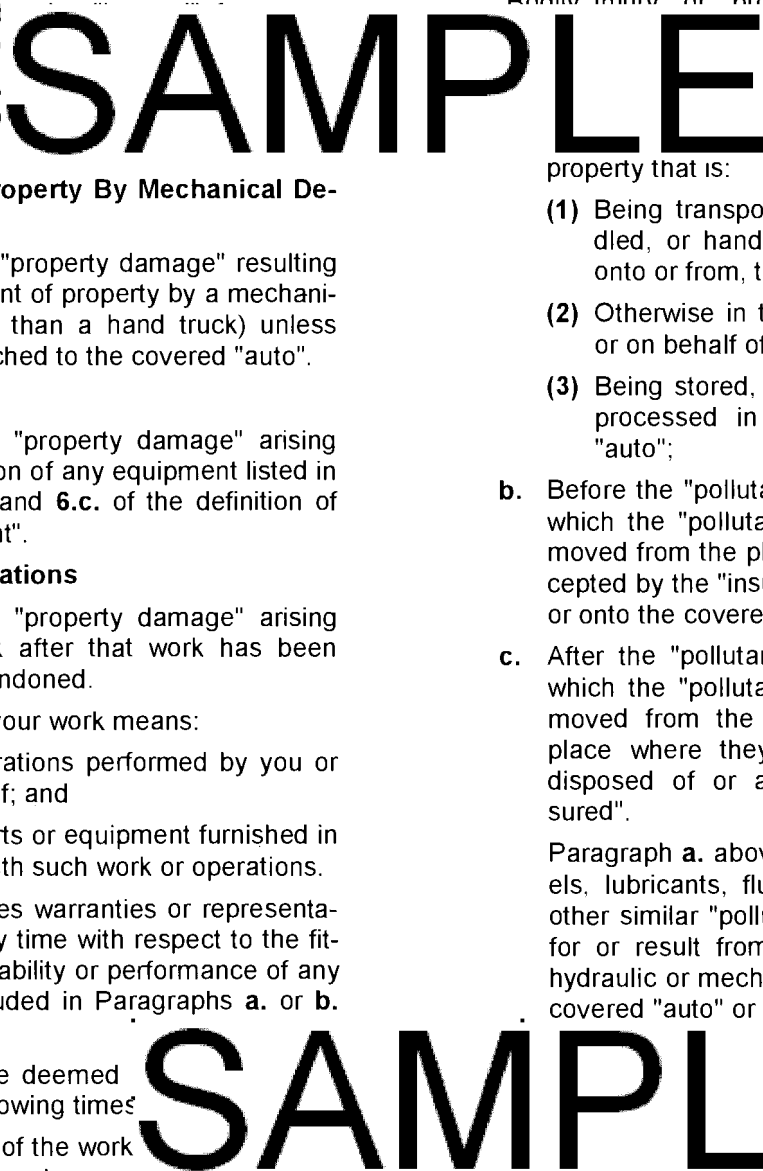 SAMPLE
roperty By Mechanical De-
"property damage" resulting
nt of property by a mechani-
than a hand truck) unless
ched to the covered "auto".
"property damage" arising
on of any equipment listed in
and 6.c. of the definition of
nt".
ations
"property damage" arising
k after that work has been
ndoned.
your work means:
rations performed by you or
f; and
rts or equipment furnished in
th such work or operations.
es warranties or representa-
y time with respect to the fit-
ability or performance of any
uded in Paragraphs a. or b.
e deemed
owing times
of the work
property that is:
(1) Being transpo
dled, or hand
onto or from, t
(2) Otherwise in t
or on behalf of
(3) Being stored,
processed in
"auto";
b. Before the "polluta
which the "polluta
moved from the pl
cepted by the "insu
or onto the covere
c. After the "pollutan
which the "polluta
moved from the
place where they
disposed of or a
sured".
Paragraph a. abov
els, lubricants, flu
other similar "pollu
for or result from
hydraulic or mech
covered "auto" or
SAMPL